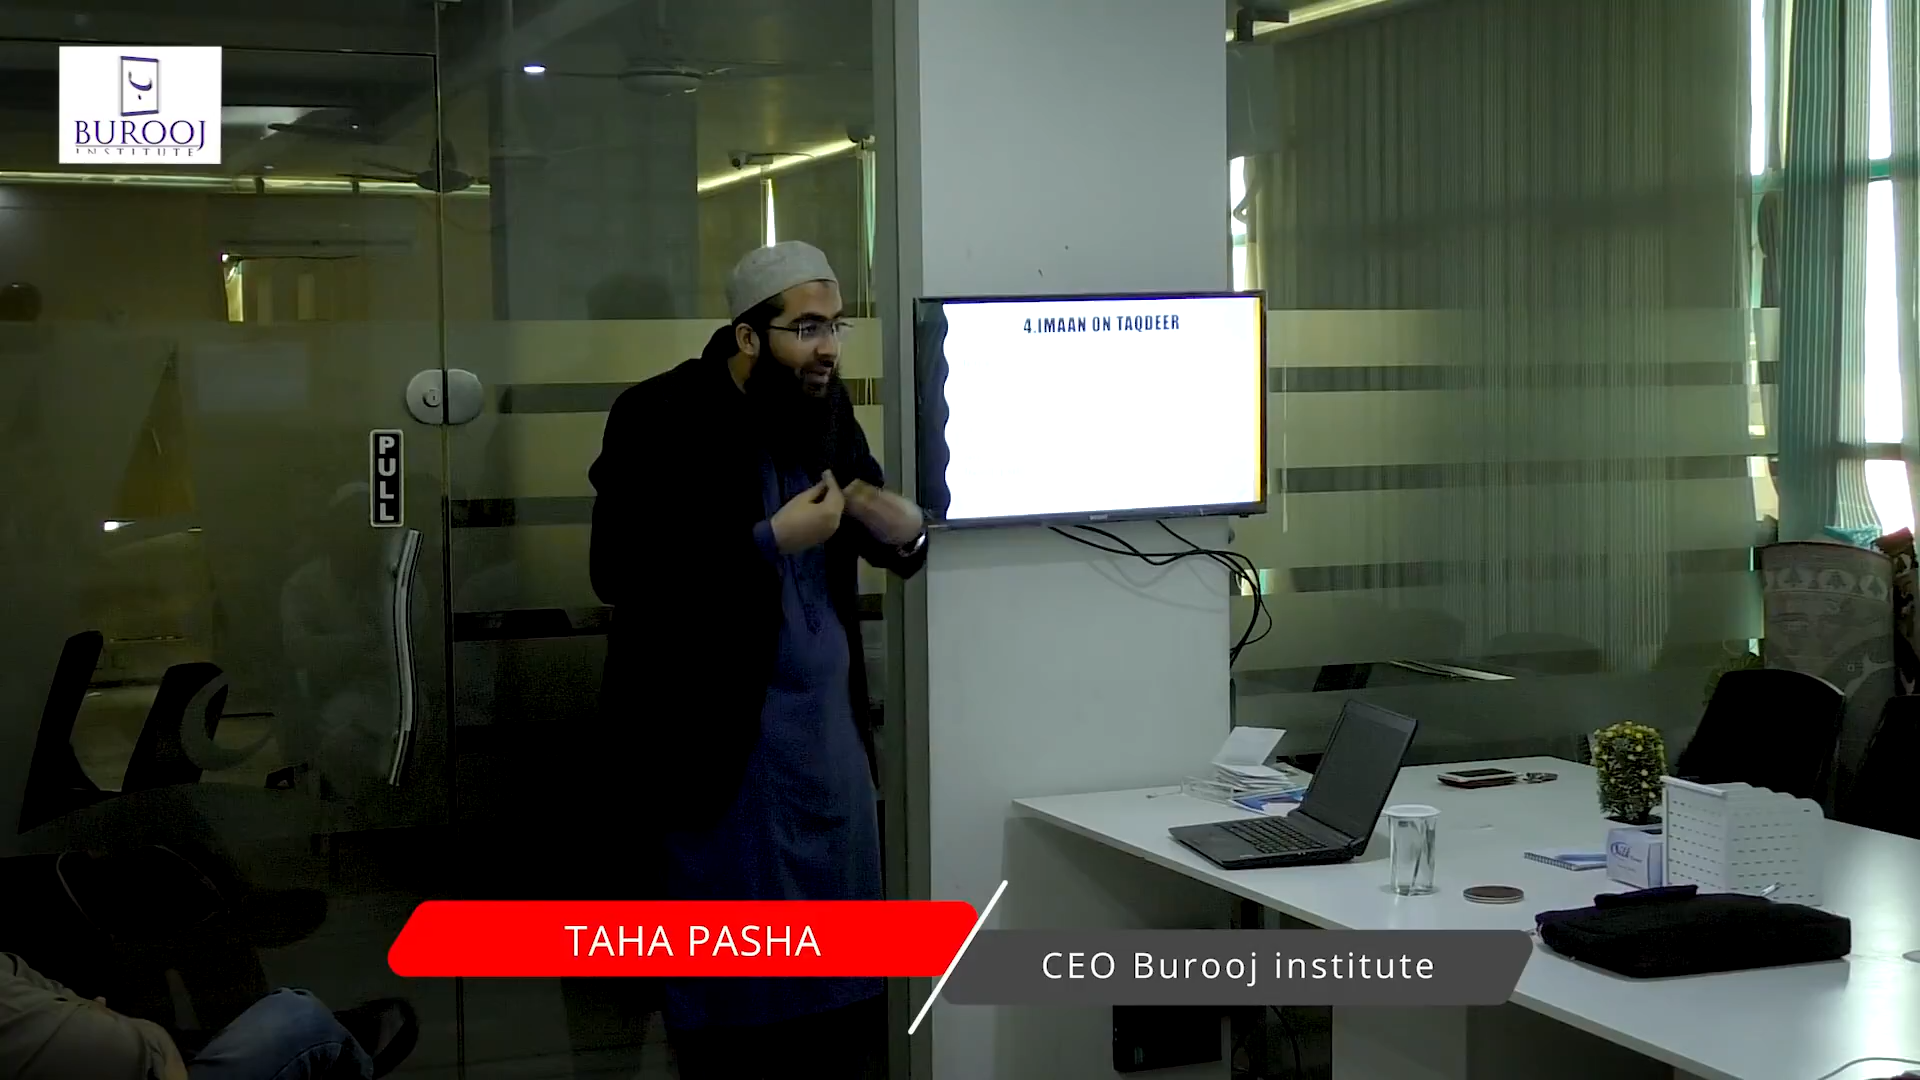 BUROOJ
INSTITUTE
4.IMAAN ON TAQDEER
PULL
TAHA PASHA
CEO Burooj institute